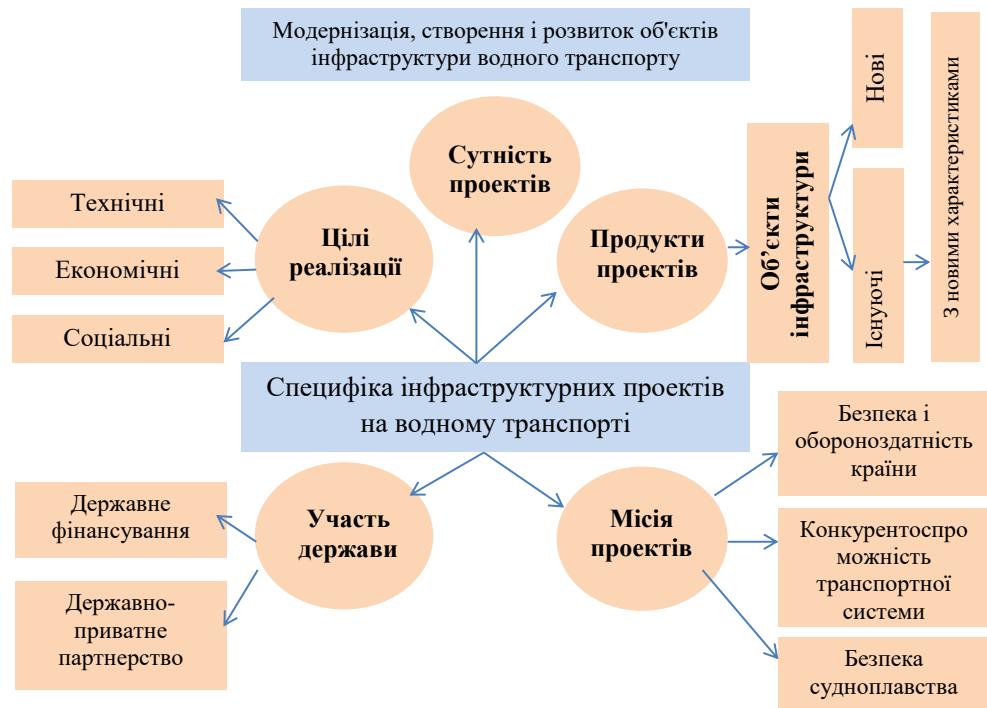 Модернізація, створення і розвиток об'єктів
інфраструктури водного транспорту
Сутність
проектів
Цілі
реалізації
Продукти
проектів
Технічні
Економічні
Соціальні
Об’єкти
інфраструктури
Нові
Існуючі
З новими характеристиками
Специфіка інфраструктурних проектів
на водному транспорті
Участь
держави
Місія
проектів
Державне
фінансування
Державно-
приватне
партнерство
Безпека і
обороноздатність
країни
Конкурентоспро
можність
транспортної
системи
Безпека
судноплавства